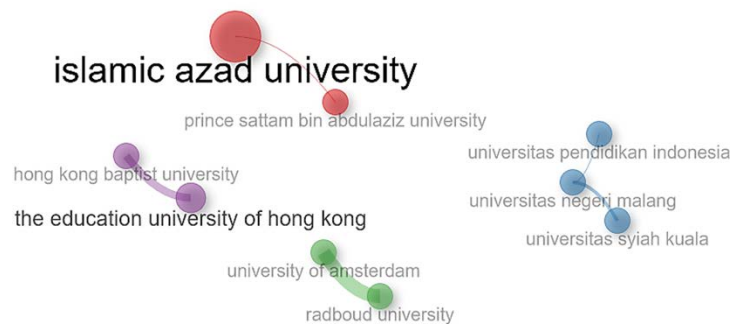 islamic azad university
prince sattam bin abdulaziz university
hong kong baptist university
the education university of hong kong
universitas pendidikan indonesia
universitas negeri malang
universitas syiah kuala
university of amsterdam
radboud university